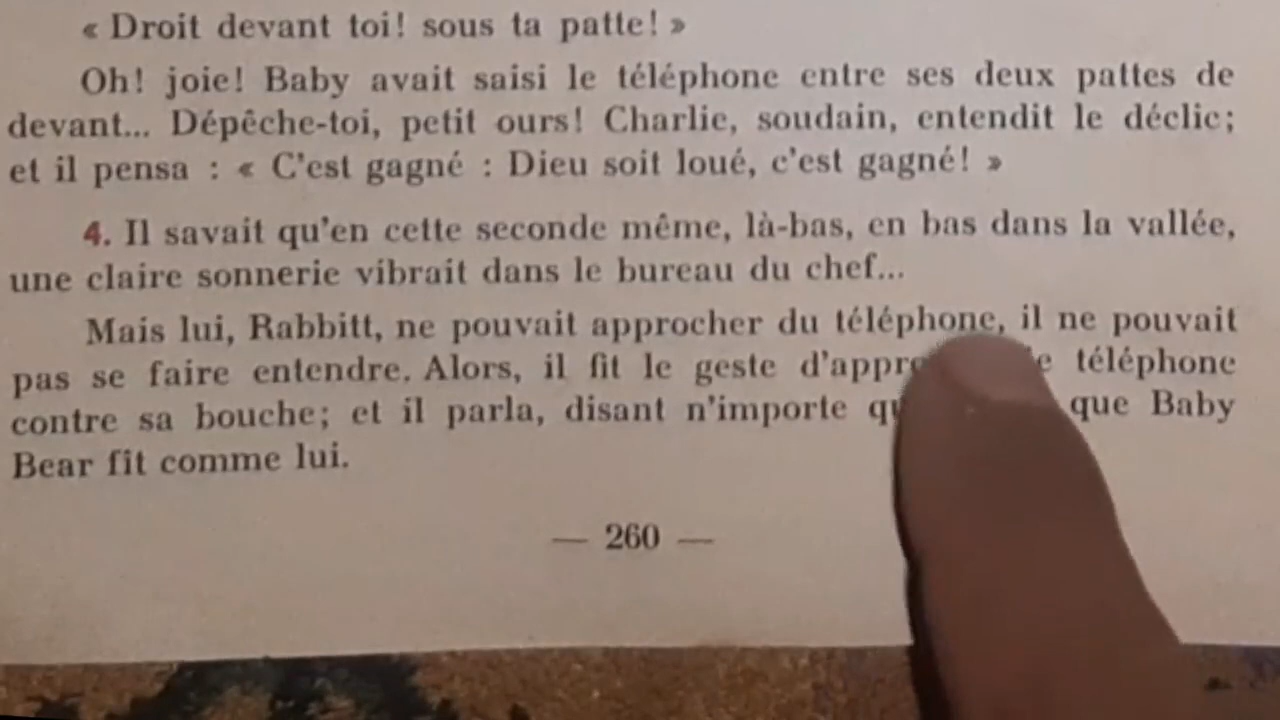 « Droit devant toi! sous ta patte! »
Oh! joie! Baby avait saisi le téléphone entre ses deux pattes de
devant... Dépêche-toi, petit ours! Charlie, soudain, entendit le déclic;
et il pensa : « C'est gagné : Dieu soit loué, c'est gagné! »
4. Il savait qu'en cette seconde même, là-bas, en bas dans la vallée,
une claire sonnerie vibrait dans le bureau du chef...
Mais lui, Rabbitt, ne pouvait approcher du téléphone, il ne pouvait
pas se faire entendre. Alors, il fit le geste téléphone
contre sa bouche; et il parla, disant n'importe que Baby
Bear fît comme lui.
— 260 —